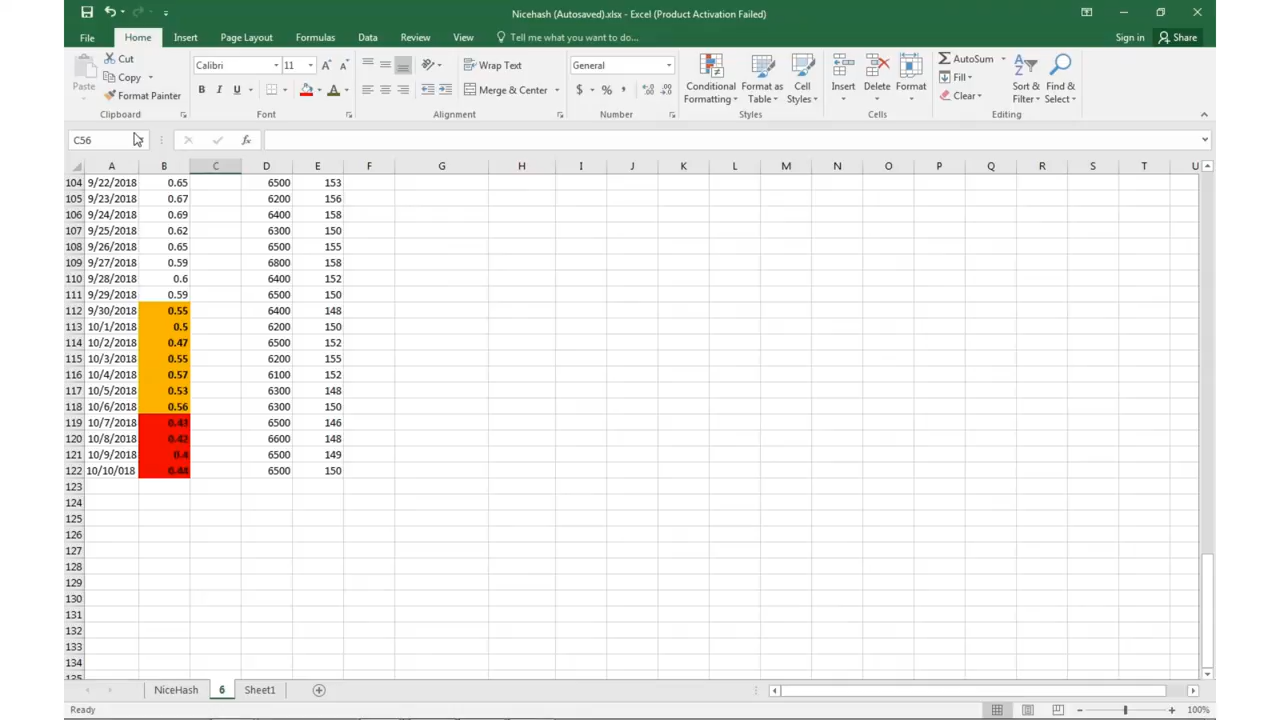 Nicehash (Autosaved).xlsx - Excel (Product Activation Failed)
File Home Insert Page Layout Formulas Data Review View Tell me what you want to do... Sign in Share
Paste
Cut
Copy
Format Painter
Clipboard
Calibri 11
B I U
Font
Wrap Text
Merge & Center
Alignment
General
$ % ,
Number
Conditional Formatting
Format as Table
Cell Styles
Styles
Insert Delete Format
Cells
AutoSum
Fill
Clear
Sort & Filter
Find & Select
Editing
C56 fx
A B C D E F G H I J K L M N O P Q R S T U
104 9/22/2018 0.65 6500 153
105 9/23/2018 0.67 6200 156
106 9/24/2018 0.69 6400 158
107 9/25/2018 0.62 6300 150
108 9/26/2018 0.65 6500 155
109 9/27/2018 0.59 6800 158
110 9/28/2018 0.6 6400 152
111 9/29/2018 0.59 6500 150
112 9/30/2018 0.55 6400 148
113 10/1/2018 0.5 6200 150
114 10/2/2018 0.47 6500 152
115 10/3/2018 0.55 6200 155
116 10/4/2018 0.57 6100 152
117 10/5/2018 0.53 6300 148
118 10/6/2018 0.56 6300 150
119 10/7/2018 0.43 6500 146
120 10/8/2018 0.42 6600 148
121 10/9/2018 0.4 6500 149
122 10/10/018 0.44 6500 150
123
124
125
126
127
128
129
130
131
132
133
134
135
NiceHash 6 Sheet1
Ready 100%